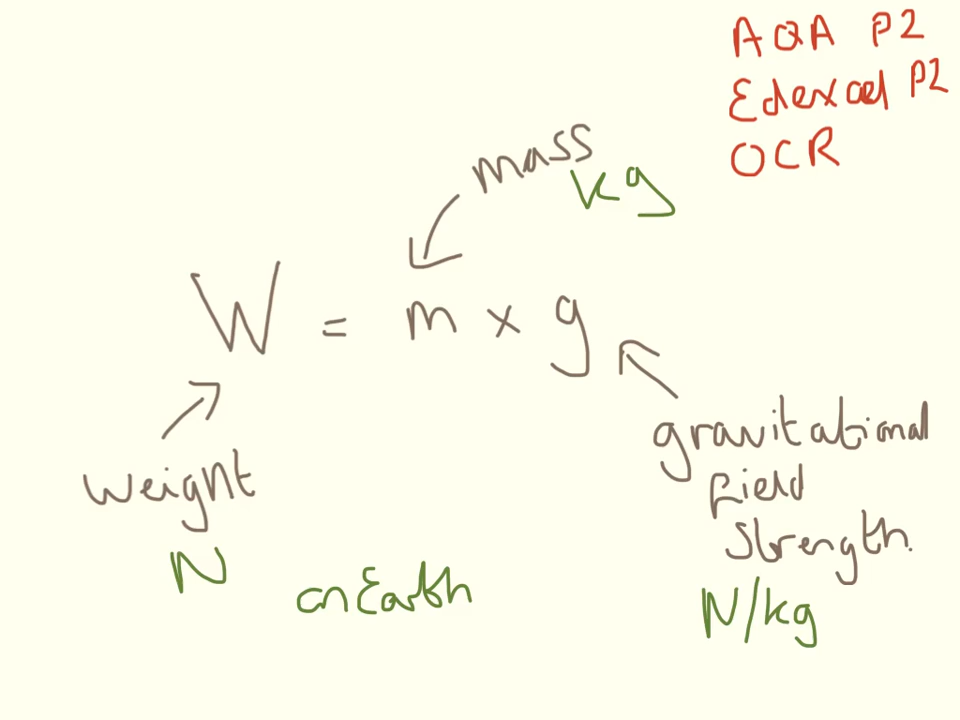 AQA P2
Edexcel P2
OCR
mass
kg
W = m × g
weight
N
on Earth
gravitational
field
strength.
N/kg